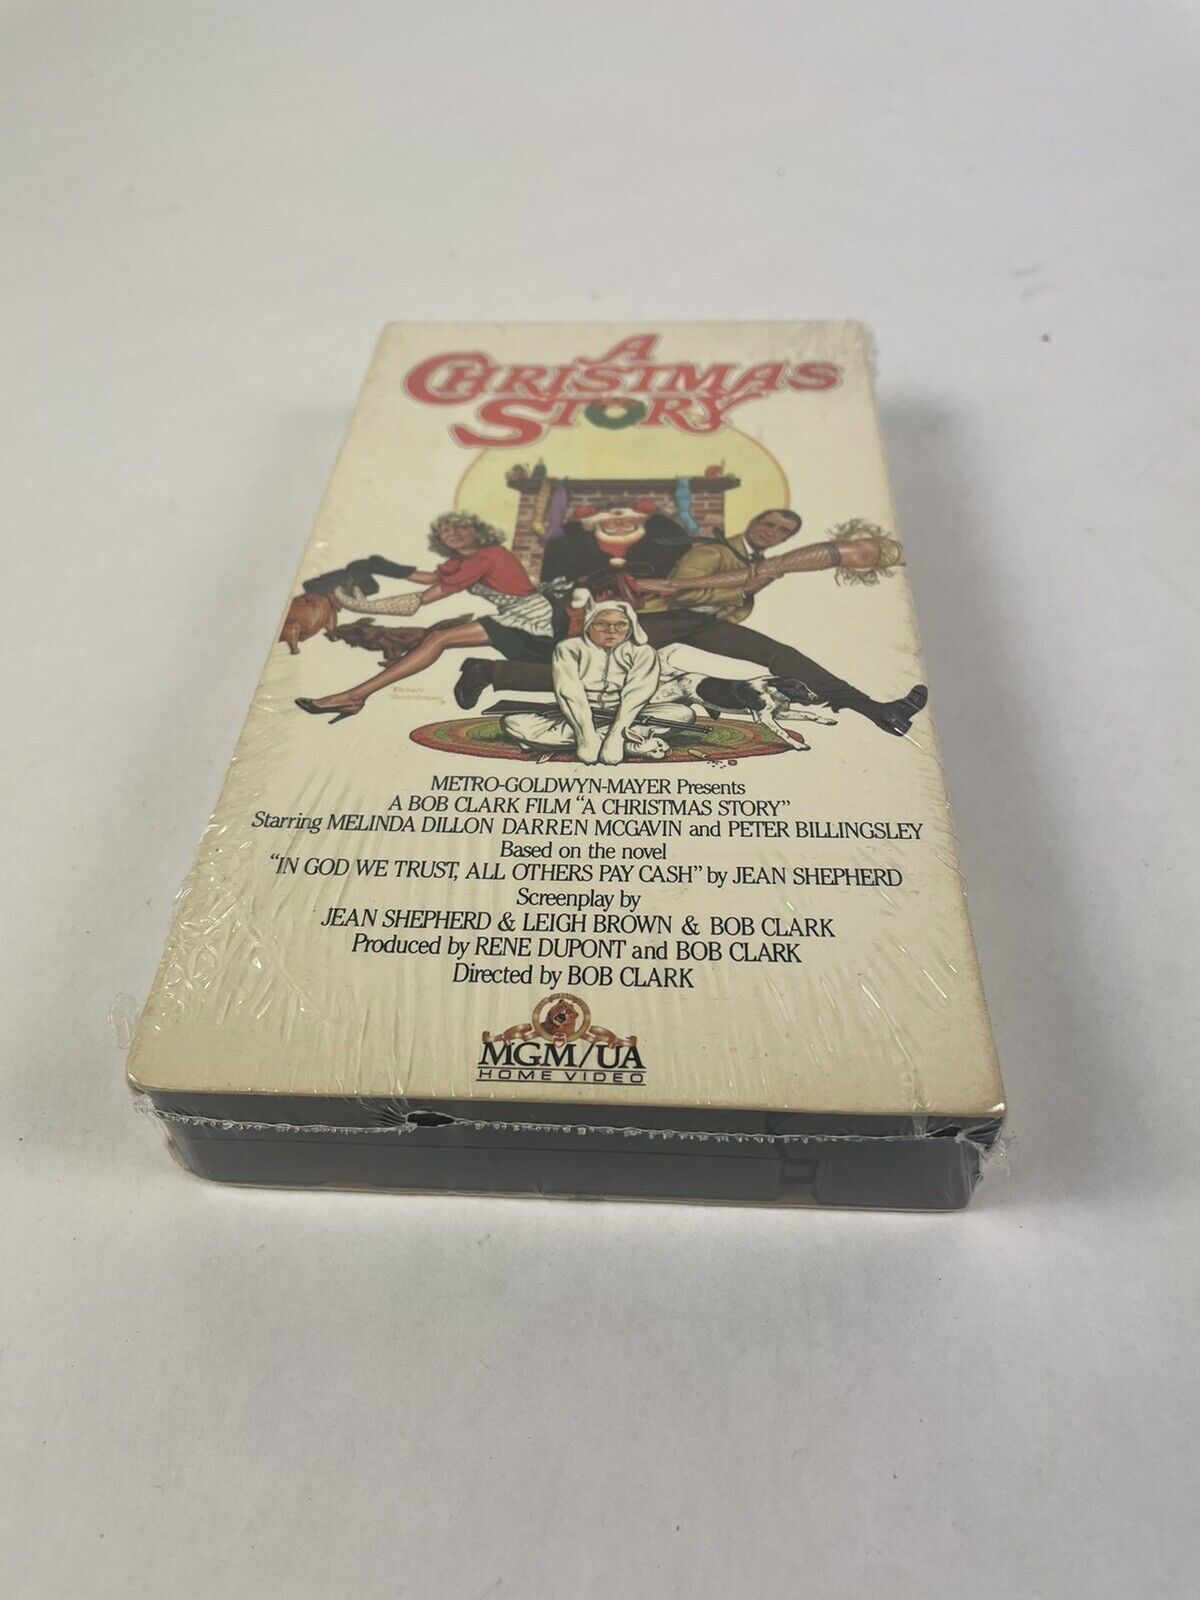 A
CHRISTMAS
STORY
METRO-GOLDWYN-MAYER Presents
A BOB CLARK FILM "A CHRISTMAS STORY"
Starring MELINDA DILLON DARREN MCGAVIN and PETER BILLINGSLEY
Based on the novel
"IN GOD WE TRUST, ALL OTHERS PAY CASH" by JEAN SHEPHERD
Screenplay by
JEAN SHEPHERD & LEIGH BROWN & BOB CLARK
Produced by RENE DUPONT and BOB CLARK
Directed by BOB CLARK
MGM/UA
HOME VIDEO